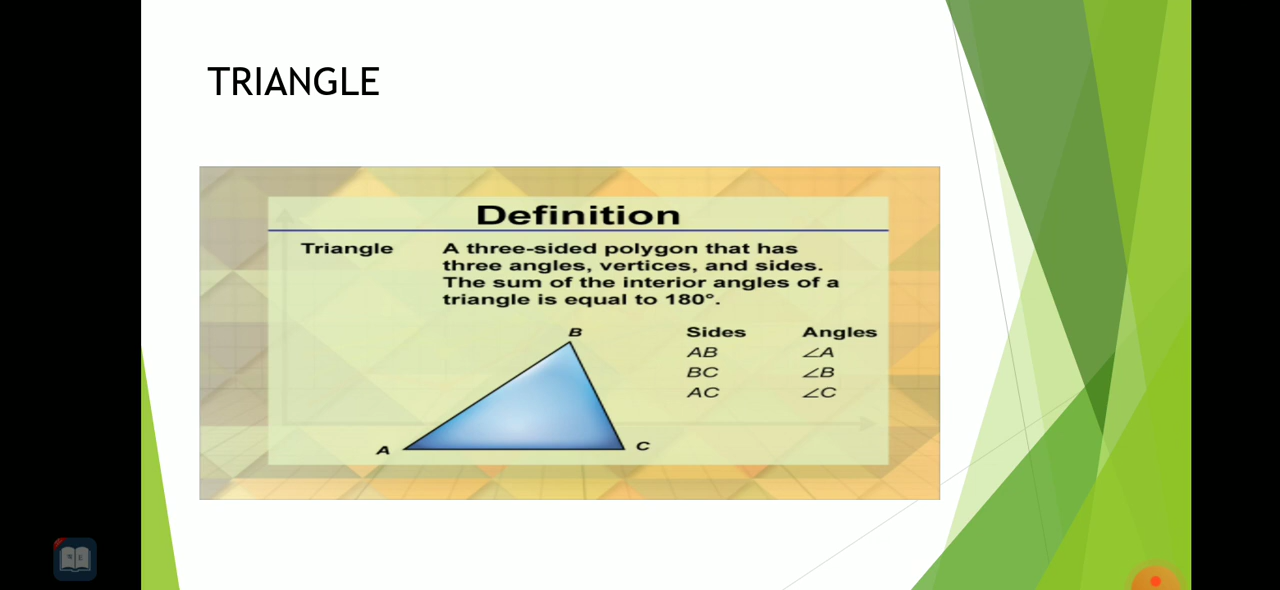 TRIANGLE
Definition
Triangle
A three-sided polygon that has
three angles, vertices, and sides.
The sum of the interior angles of a
triangle is equal to 180°.
B
A
C
Sides Angles
AB ∠A
BC ∠B
AC ∠C